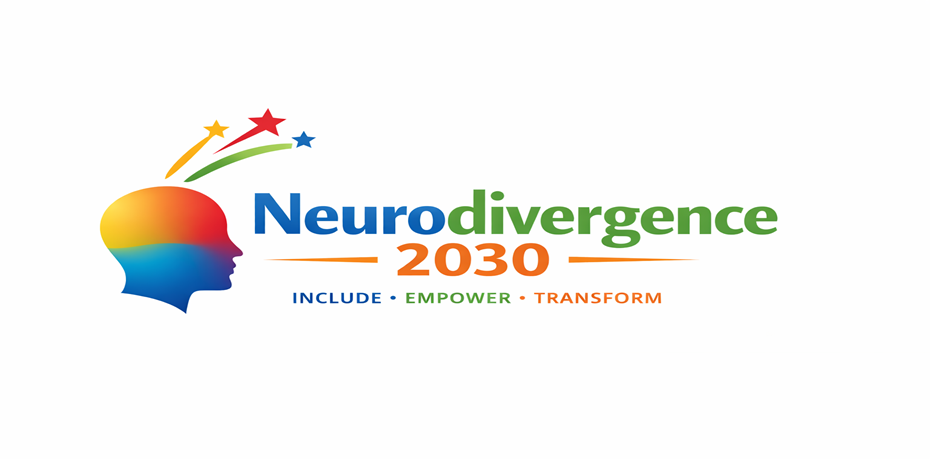 Neurodivergence
2030
INCLUDE • EMPOWER • TRANSFORM